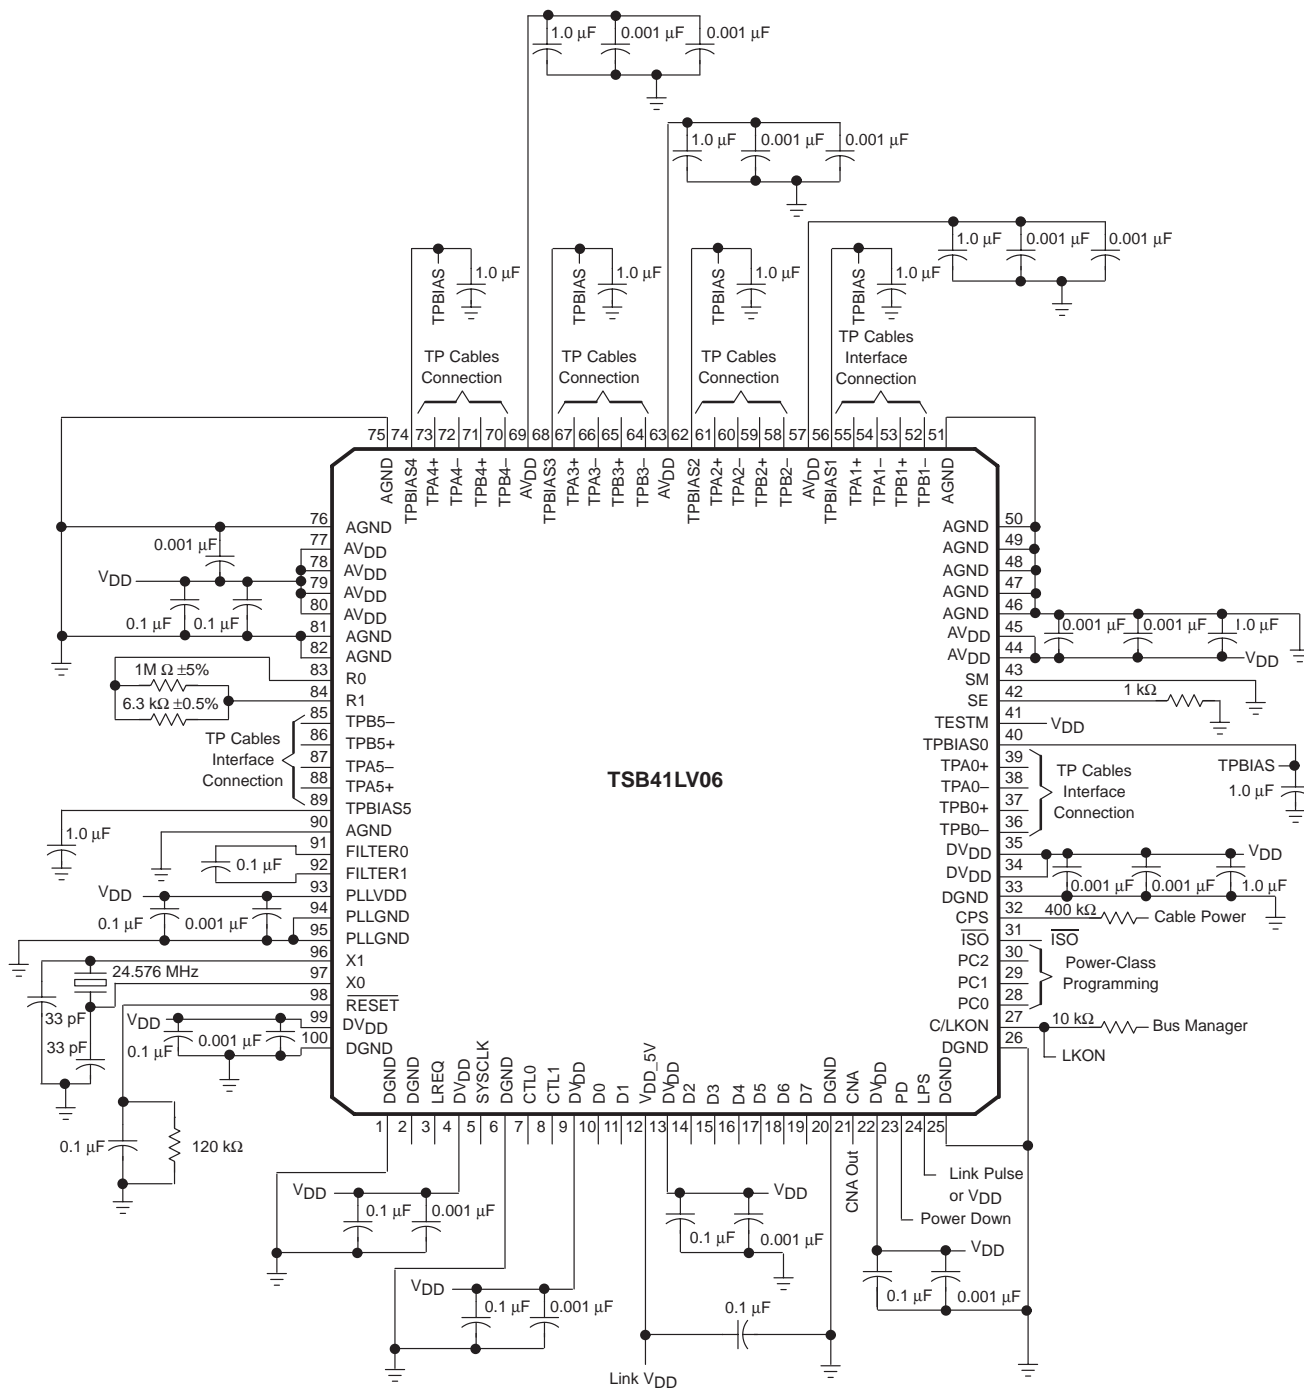 1.0 µF 0.001 µF 0.001 µF
1.0 µF 0.001 µF 0.001 µF
1.0 µF 0.001 µF 0.001 µF
TPBIAS 1.0 µF TPBIAS 1.0 µF TPBIAS 1.0 µF TPBIAS 1.0 µF
TP Cables
Connection
TP Cables
Connection
TP Cables
Connection
TP Cables
Interface
Connection
75 74 73 72 71 70 69 68 67 66 65 64 63 62 61 60 59 58 57 56 55 54 53 52 51
AGND
TPBIAS4
TPA4+
TPA4–
TPB4+
TPB4–
AVDD
TPBIAS3
TPA3+
TPA3–
TPB3+
TPB3–
AVDD
TPBIAS2
TPA2+
TPA2–
TPB2+
TPB2–
AVDD
TPBIAS1
TPA1+
TPA1–
TPB1+
TPB1–
AGND
76 AGND
0.001 µF
77 AVDD
78 AVDD
VDD
79 AVDD
80 AVDD
0.1 µF 0.1 µF
81 AGND
82 AGND
1M Ω ±5%
83 R0
6.3 kΩ ±0.5%
84 R1
85 TPB5–
86 TPB5+
87 TPA5–
88 TPA5+
TP Cables
Interface
Connection
89 TPBIAS5
1.0 µF
90 AGND
91 FILTER0
0.1 µF
92 FILTER1
VDD
93 PLLVDD
0.1 µF 0.001 µF
94 PLLGND
95 PLLGND
96 X1
24.576 MHz
97 X0
98 RESET
33 pF
VDD
99 DVDD
33 pF
0.1 µF 0.001 µF
100 DGND
0.1 µF 120 kΩ
TSB41LV06
AGND 50
AGND 49
AGND 48
AGND 47
AGND 46
0.001 µF 0.001 µF 1.0 µF
AVDD 45
AVDD 44
VDD
SM 43
SE 42
1 kΩ
TESTM 41
VDD
TPBIAS0 40
TPBIAS
1.0 µF
TPA0+ 39
TPA0– 38
TPB0+ 37
TPB0– 36
TP Cables
Interface
Connection
DVDD 35
VDD
DVDD 34
0.001 µF 0.001 µF 1.0 µF
DGND 33
CPS 32
400 kΩ Cable Power
ISO 31
ISO
PC2 30
PC1 29
PC0 28
Power-Class
Programming
C/LKON 27
10 kΩ Bus Manager
LKON
DGND 26
DGND
DGND
LREQ
DVDD
SYSCLK
DGND
CTL0
CTL1
DVDD
D0
D1
VDD_5V
DVDD
D2
D3
D4
D5
D6
D7
DGND
CNA
DVDD
PD
LPS
DGND
1 2 3 4 5 6 7 8 9 10 11 12 13 14 15 16 17 18 19 20 21 22 23 24 25
VDD
0.1 µF 0.001 µF
VDD
0.1 µF 0.001 µF
VDD
0.1 µF 0.001 µF
0.1 µF
Link VDD
CNA Out
Link Pulse
or VDD
Power Down
VDD
0.1 µF 0.001 µF